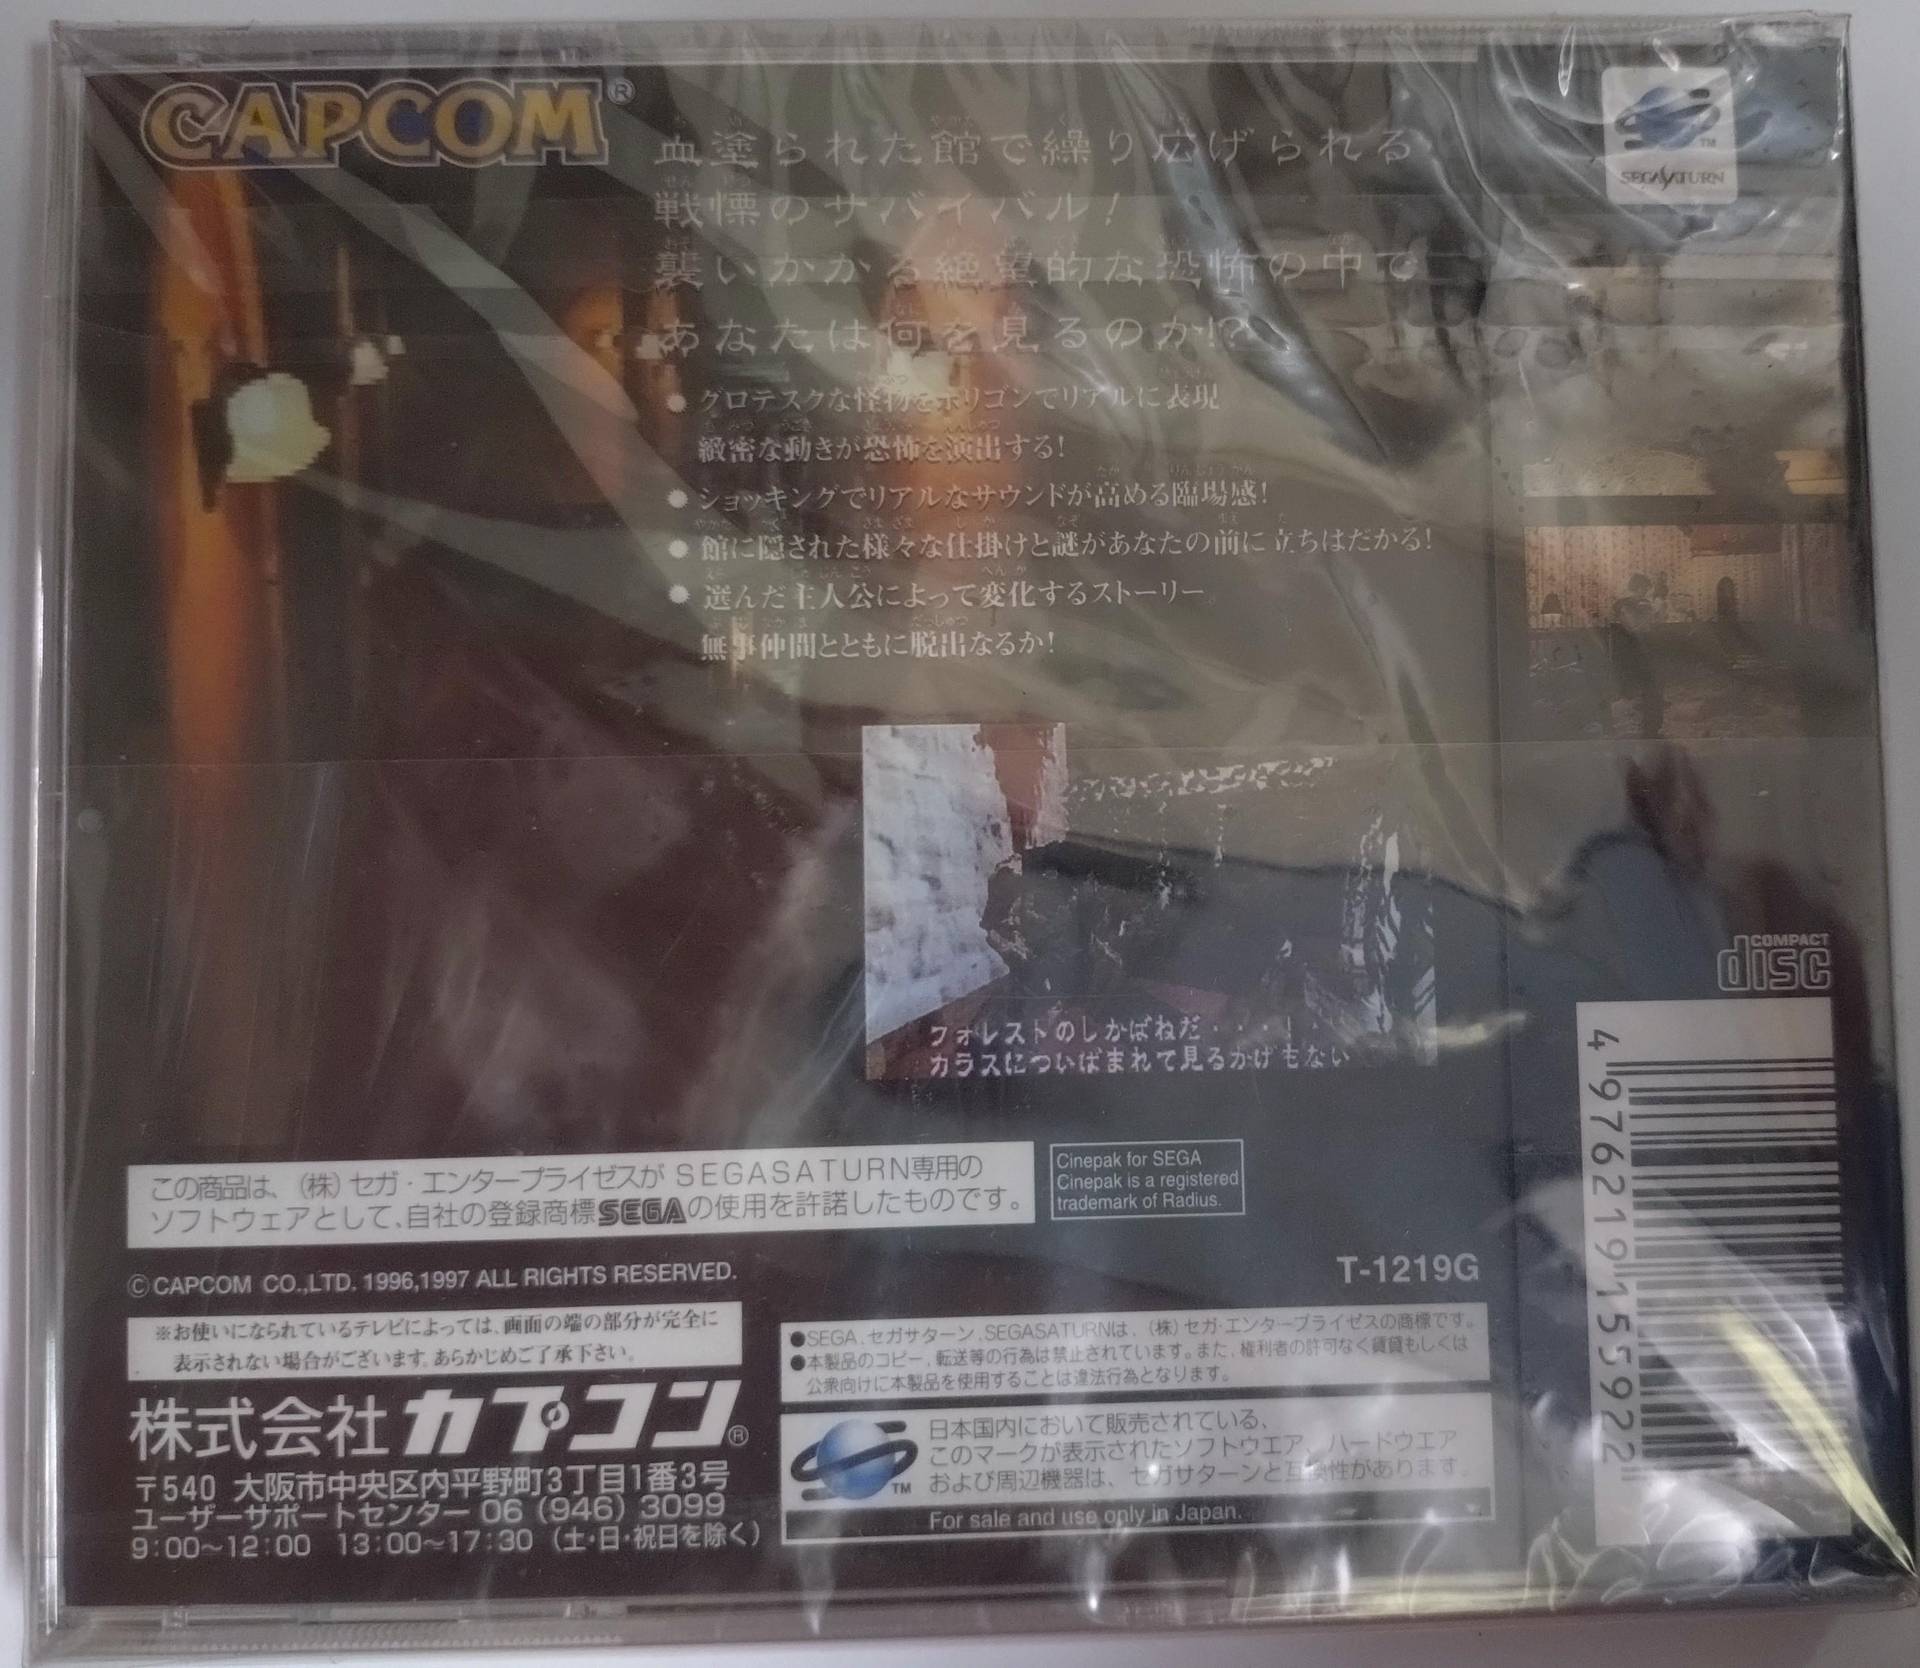 CAPCOM®
血塗られた館で繰り広げられる
戦慄のサバイバル!
襲いかかる絶望的な恐怖の中で
あなたは何を見るのか!?
●グロテスクな怪物をポリゴンでリアルに表現
緻密な動きが恐怖を演出する!
●ショッキングでリアルなサウンドが高める臨場感!
●館に隠された様々な仕掛けと謎があなたの前に立ちはだかる!
●選んだ主人公によって変化するストーリー。
無事仲間とともに脱出なるか!
TM
SEGA SATURN
フォレストのしかばねだ・・・!
カラスについばまれて見るかげもない
COMPACT
disc
4976219155922
この商品は、(株)セガ・エンタープライゼスが SEGASATURN専用の
ソフトウェアとして、自社の登録商標SEGAの使用を許諾したものです。
Cinepak for SEGA
Cinepak is a registered
trademark of Radius.
©CAPCOM CO.,LTD. 1996,1997 ALL RIGHTS RESERVED.
T-1219G
※お使いになられているテレビによっては、画面の端の部分が完全に
表示されない場合がございます。あらかじめご了承下さい。
●SEGA、セガサターン、SEGASATURNは、(株)セガ・エンタープライゼスの商標です。
●本製品のコピー、転送等の行為は禁止されています。また、権利者の許可なく賃貸もしくは
公衆向けに本製品を使用することは違法行為となります。
株式会社カプコン®
〒540 大阪市中央区内平野町3丁目1番3号
ユーザーサポートセンター 06(946)3099
9:00~12:00 13:00~17:30(土・日・祝日を除く)
TM
日本国内において販売されている、
このマークが表示されたソフトウエア、ハードウエア
および周辺機器は、セガサターンと互換性があります。
For sale and use only in Japan.